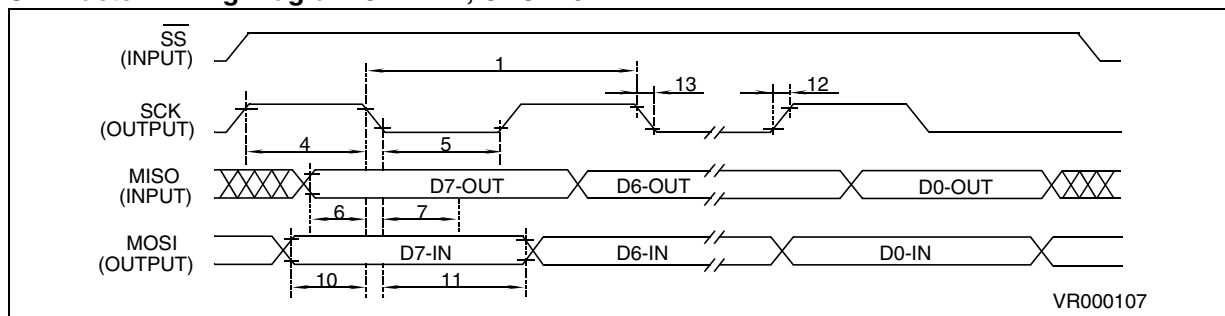 SS
(INPUT)
1
13
12
SCK
(OUTPUT)
4
5
MISO
(INPUT)
D7-OUT
D6-OUT
D0-OUT
6
7
MOSI
(OUTPUT)
D7-IN
D6-IN
D0-IN
10
11
VR000107